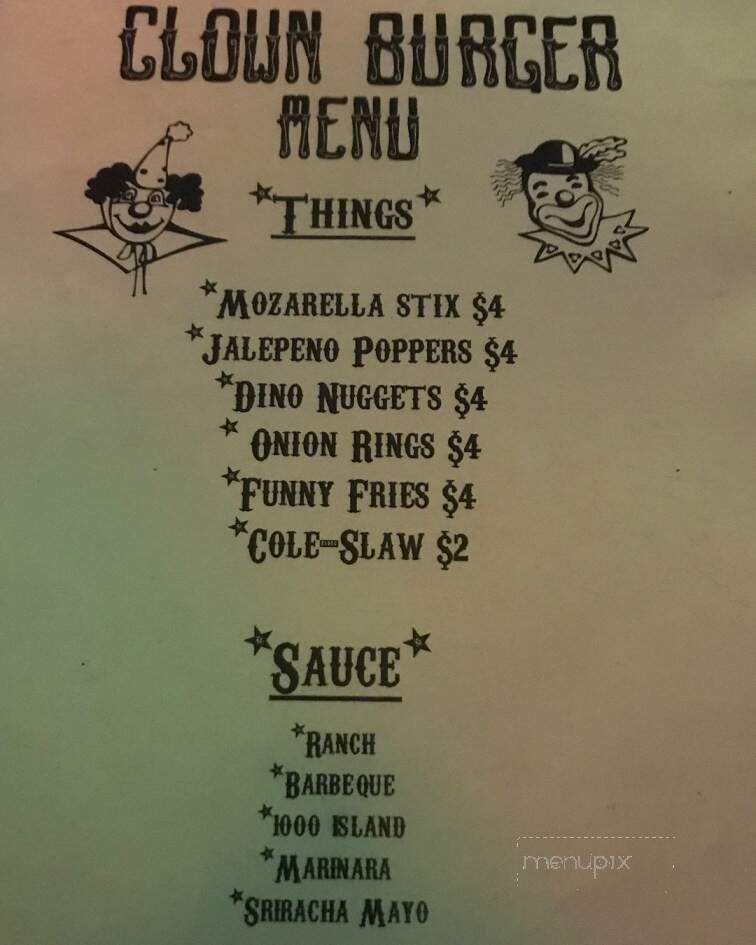 CLOWN BURGER
MENU
*THINGS*
*MOZARELLA STIX $4
*JALEPENO POPPERS $4
*DINO NUGGETS $4
* ONION RINGS $4
*FUNNY FRIES $4
*COLE-SLAW $2
*SAUCE*
*RANCH
*BARBEQUE
*1000 ISLAND
*MARINARA
*SRIRACHA MAYO
menupix